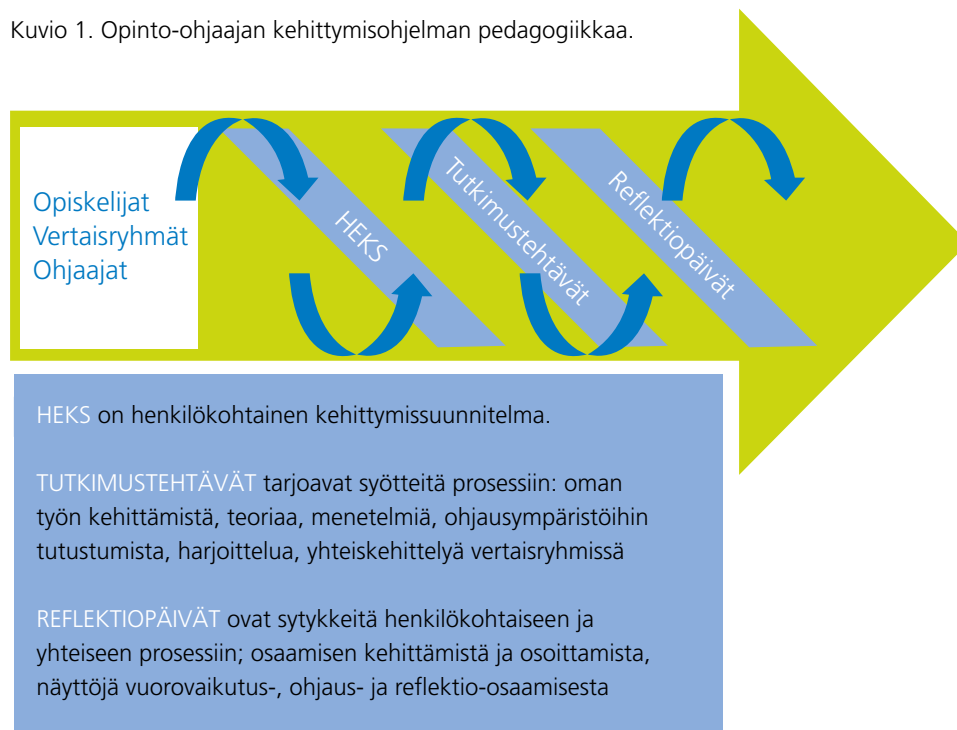 Kuvio 1. Opinto-ohjaajan kehittymisohjelman pedagogiikkaa.
Opiskelijat
Vertaisryhmät
Ohjaajat
HEKS
Tutkimustehtävät
Reflektiopäivät
HEKS on henkilökohtainen kehittymissuunnitelma.
TUTKIMUSTEHTÄVÄT tarjoavat syötteitä prosessiin: oman
työn kehittämistä, teoriaa, menetelmiä, ohjausympäristöihin
tutustumista, harjoittelua, yhteiskehittelyä vertaisryhmissä
REFLEKTIOPÄIVÄT ovat sytykkeitä henkilökohtaiseen ja
yhteiseen prosessiin; osaamisen kehittämistä ja osoittamista,
näyttöjä vuorovaikutus-, ohjaus- ja reflektio-osaamisesta